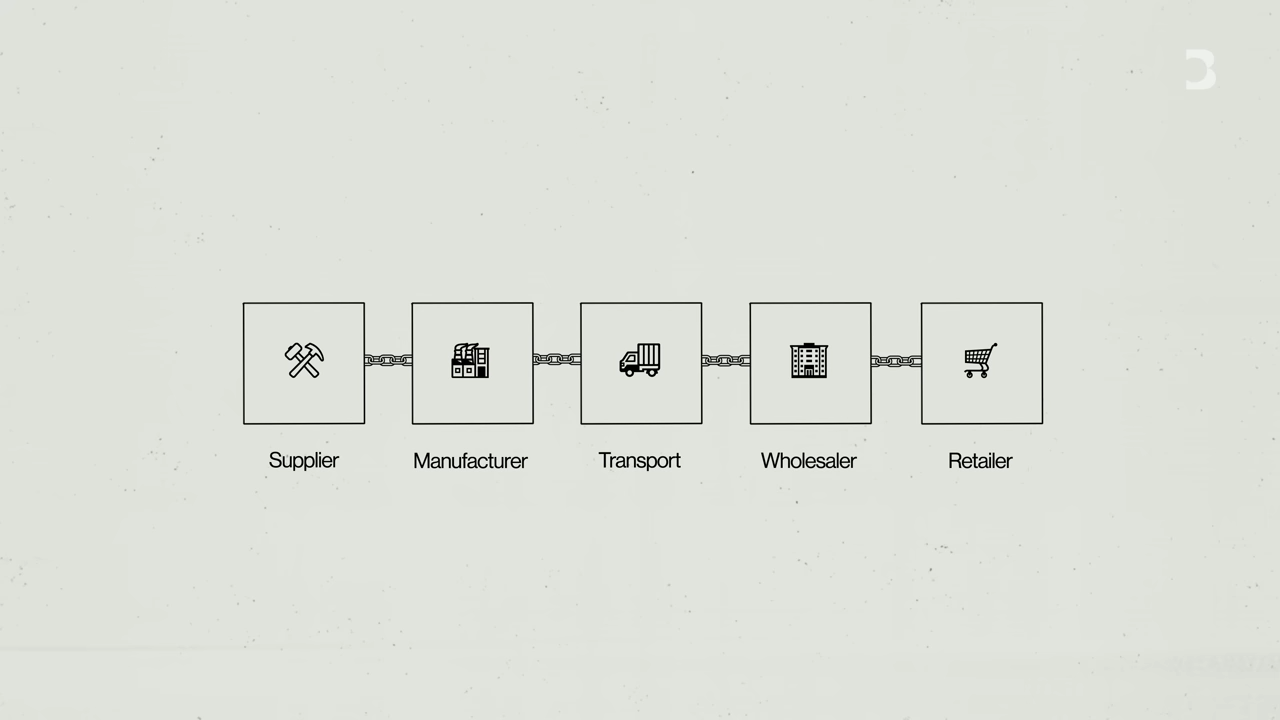 Supplier
Manufacturer
Transport
Wholesaler
Retailer